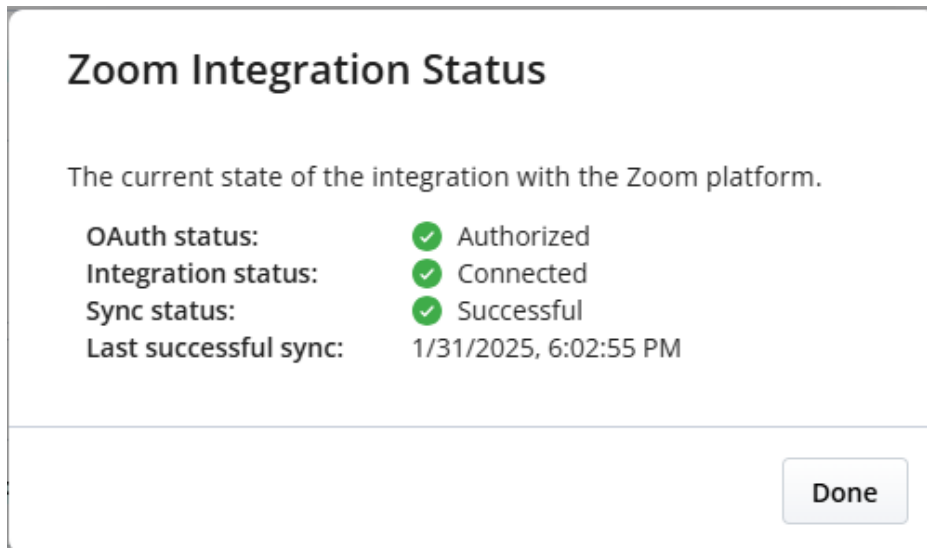 Zoom Integration Status
The current state of the integration with the Zoom platform.
OAuth status: Authorized
Integration status: Connected
Sync status: Successful
Last successful sync: 1/31/2025, 6:02:55 PM
Done